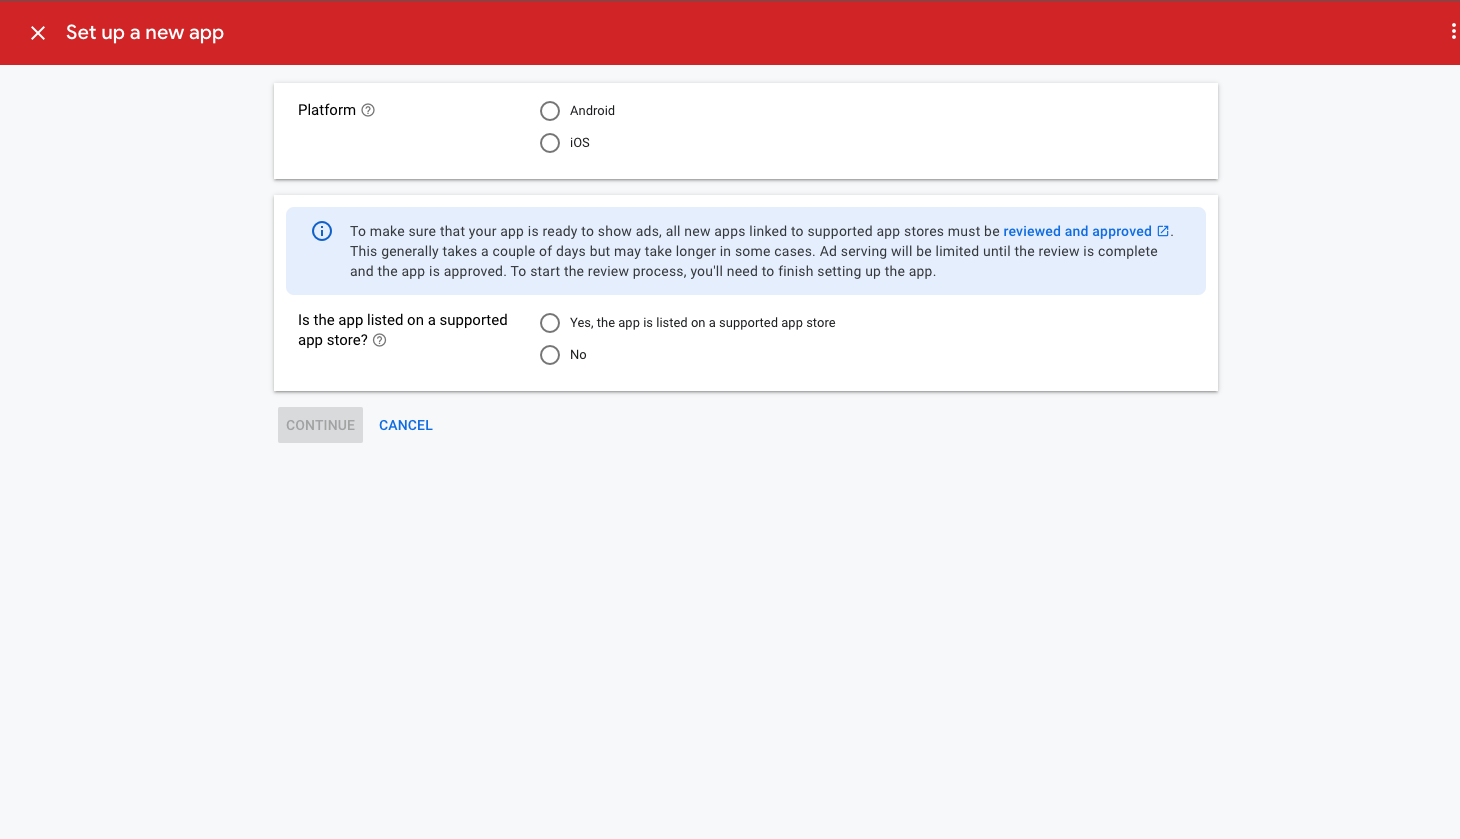 Set up a new app
Platform
Android
iOS
To make sure that your app is ready to show ads, all new apps linked to supported app stores must be reviewed and approved.
This generally takes a couple of days but may take longer in some cases. Ad serving will be limited until the review is complete
and the app is approved. To start the review process, you'll need to finish setting up the app.
Is the app listed on a supported
app store?
Yes, the app is listed on a supported app store
No
CONTINUE CANCEL